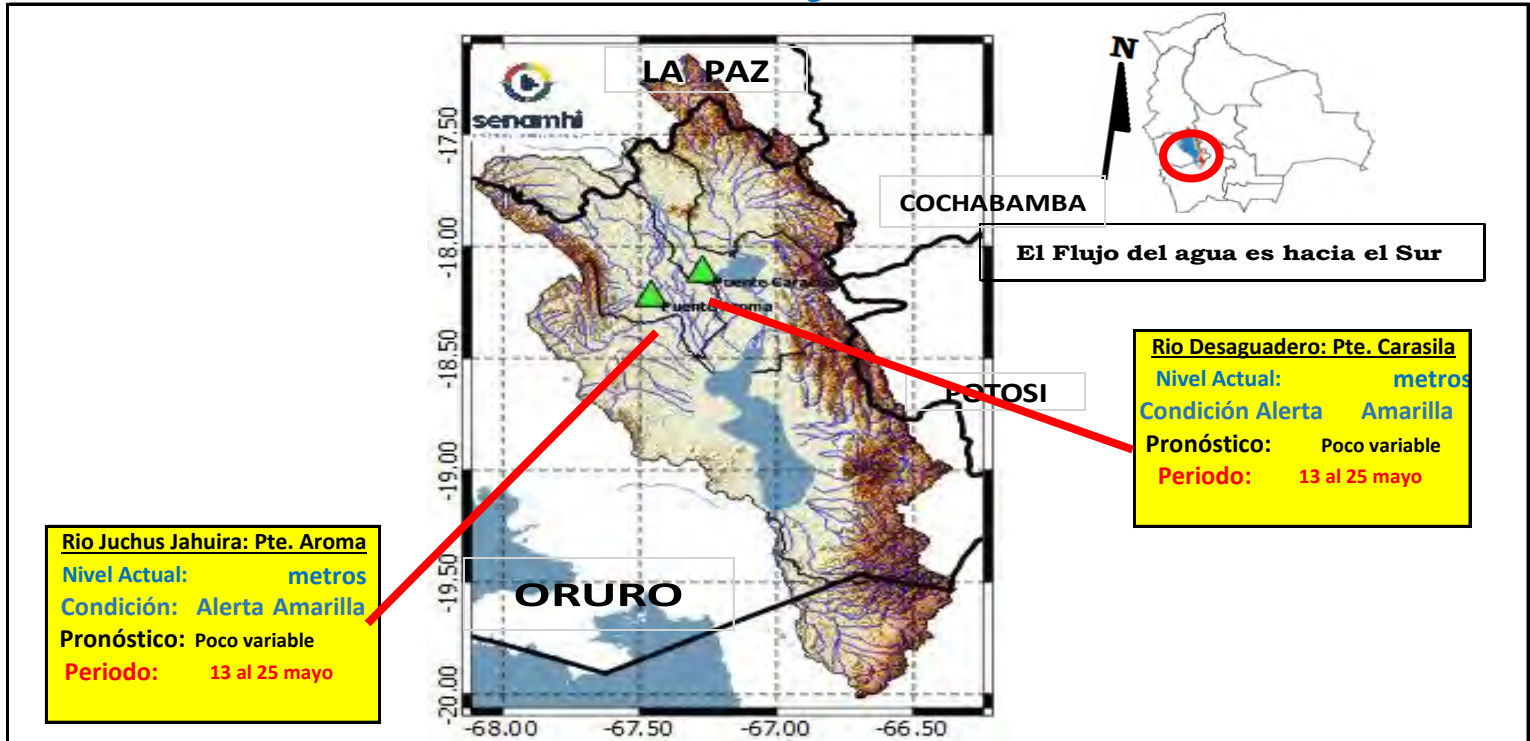 LA PAZ
senamhi
N
COCHABAMBA
El Flujo del agua es hacia el Sur
POTOSI
ORURO
Rio Desaguadero: Pte. Carasila
Nivel Actual: metros
Condición Alerta Amarilla
Pronóstico: Poco variable
Periodo: 13 al 25 mayo
Rio Juchus Jahuira: Pte. Aroma
Nivel Actual: metros
Condición: Alerta Amarilla
Pronóstico: Poco variable
Periodo: 13 al 25 mayo
Puente
Puente
-17.50
-18.00
-18.50
-19.00
-19.50
-20.00
-68.00 -67.50 -67.00 -66.50